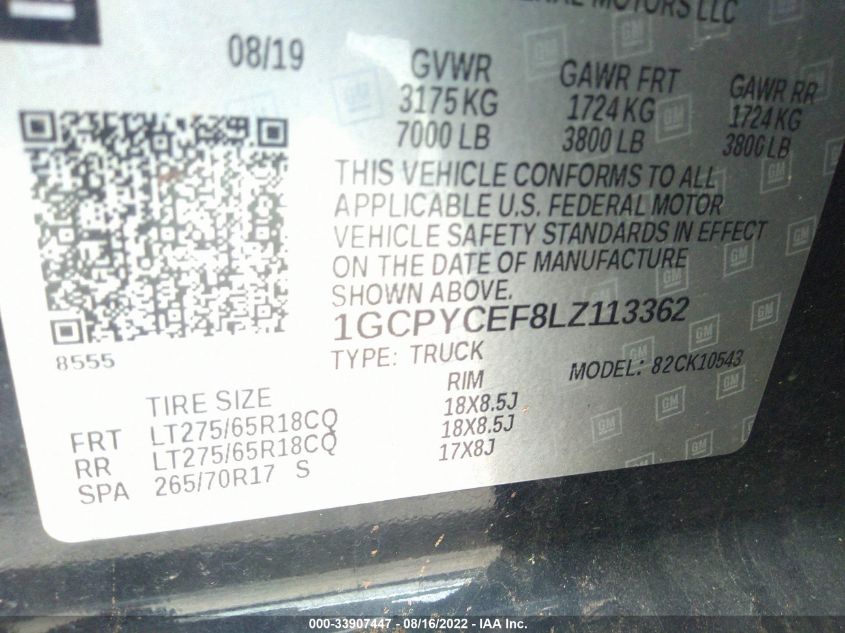 MOTORS LLC
08/19 GVWR GAWR FRT GAWR RR
3175 KG 1724 KG 1724 KG
7000 LB 3800 LB 3800 LB
THIS VEHICLE CONFORMS TO ALL
APPLICABLE U.S. FEDERAL MOTOR
VEHICLE SAFETY STANDARDS IN EFFECT
ON THE DATE OF MANUFACTURE
SHOWN ABOVE.
1GCPYCEF8LZ113362
8555 TYPE: TRUCK MODEL: 82CK10543
TIRE SIZE RIM
FRT LT275/65R18CQ 18X8.5J
RR LT275/65R18CQ 18X8.5J
SPA 265/70R17 S 17X8J
000-33907447 - 08/16/2022 - IAA Inc.